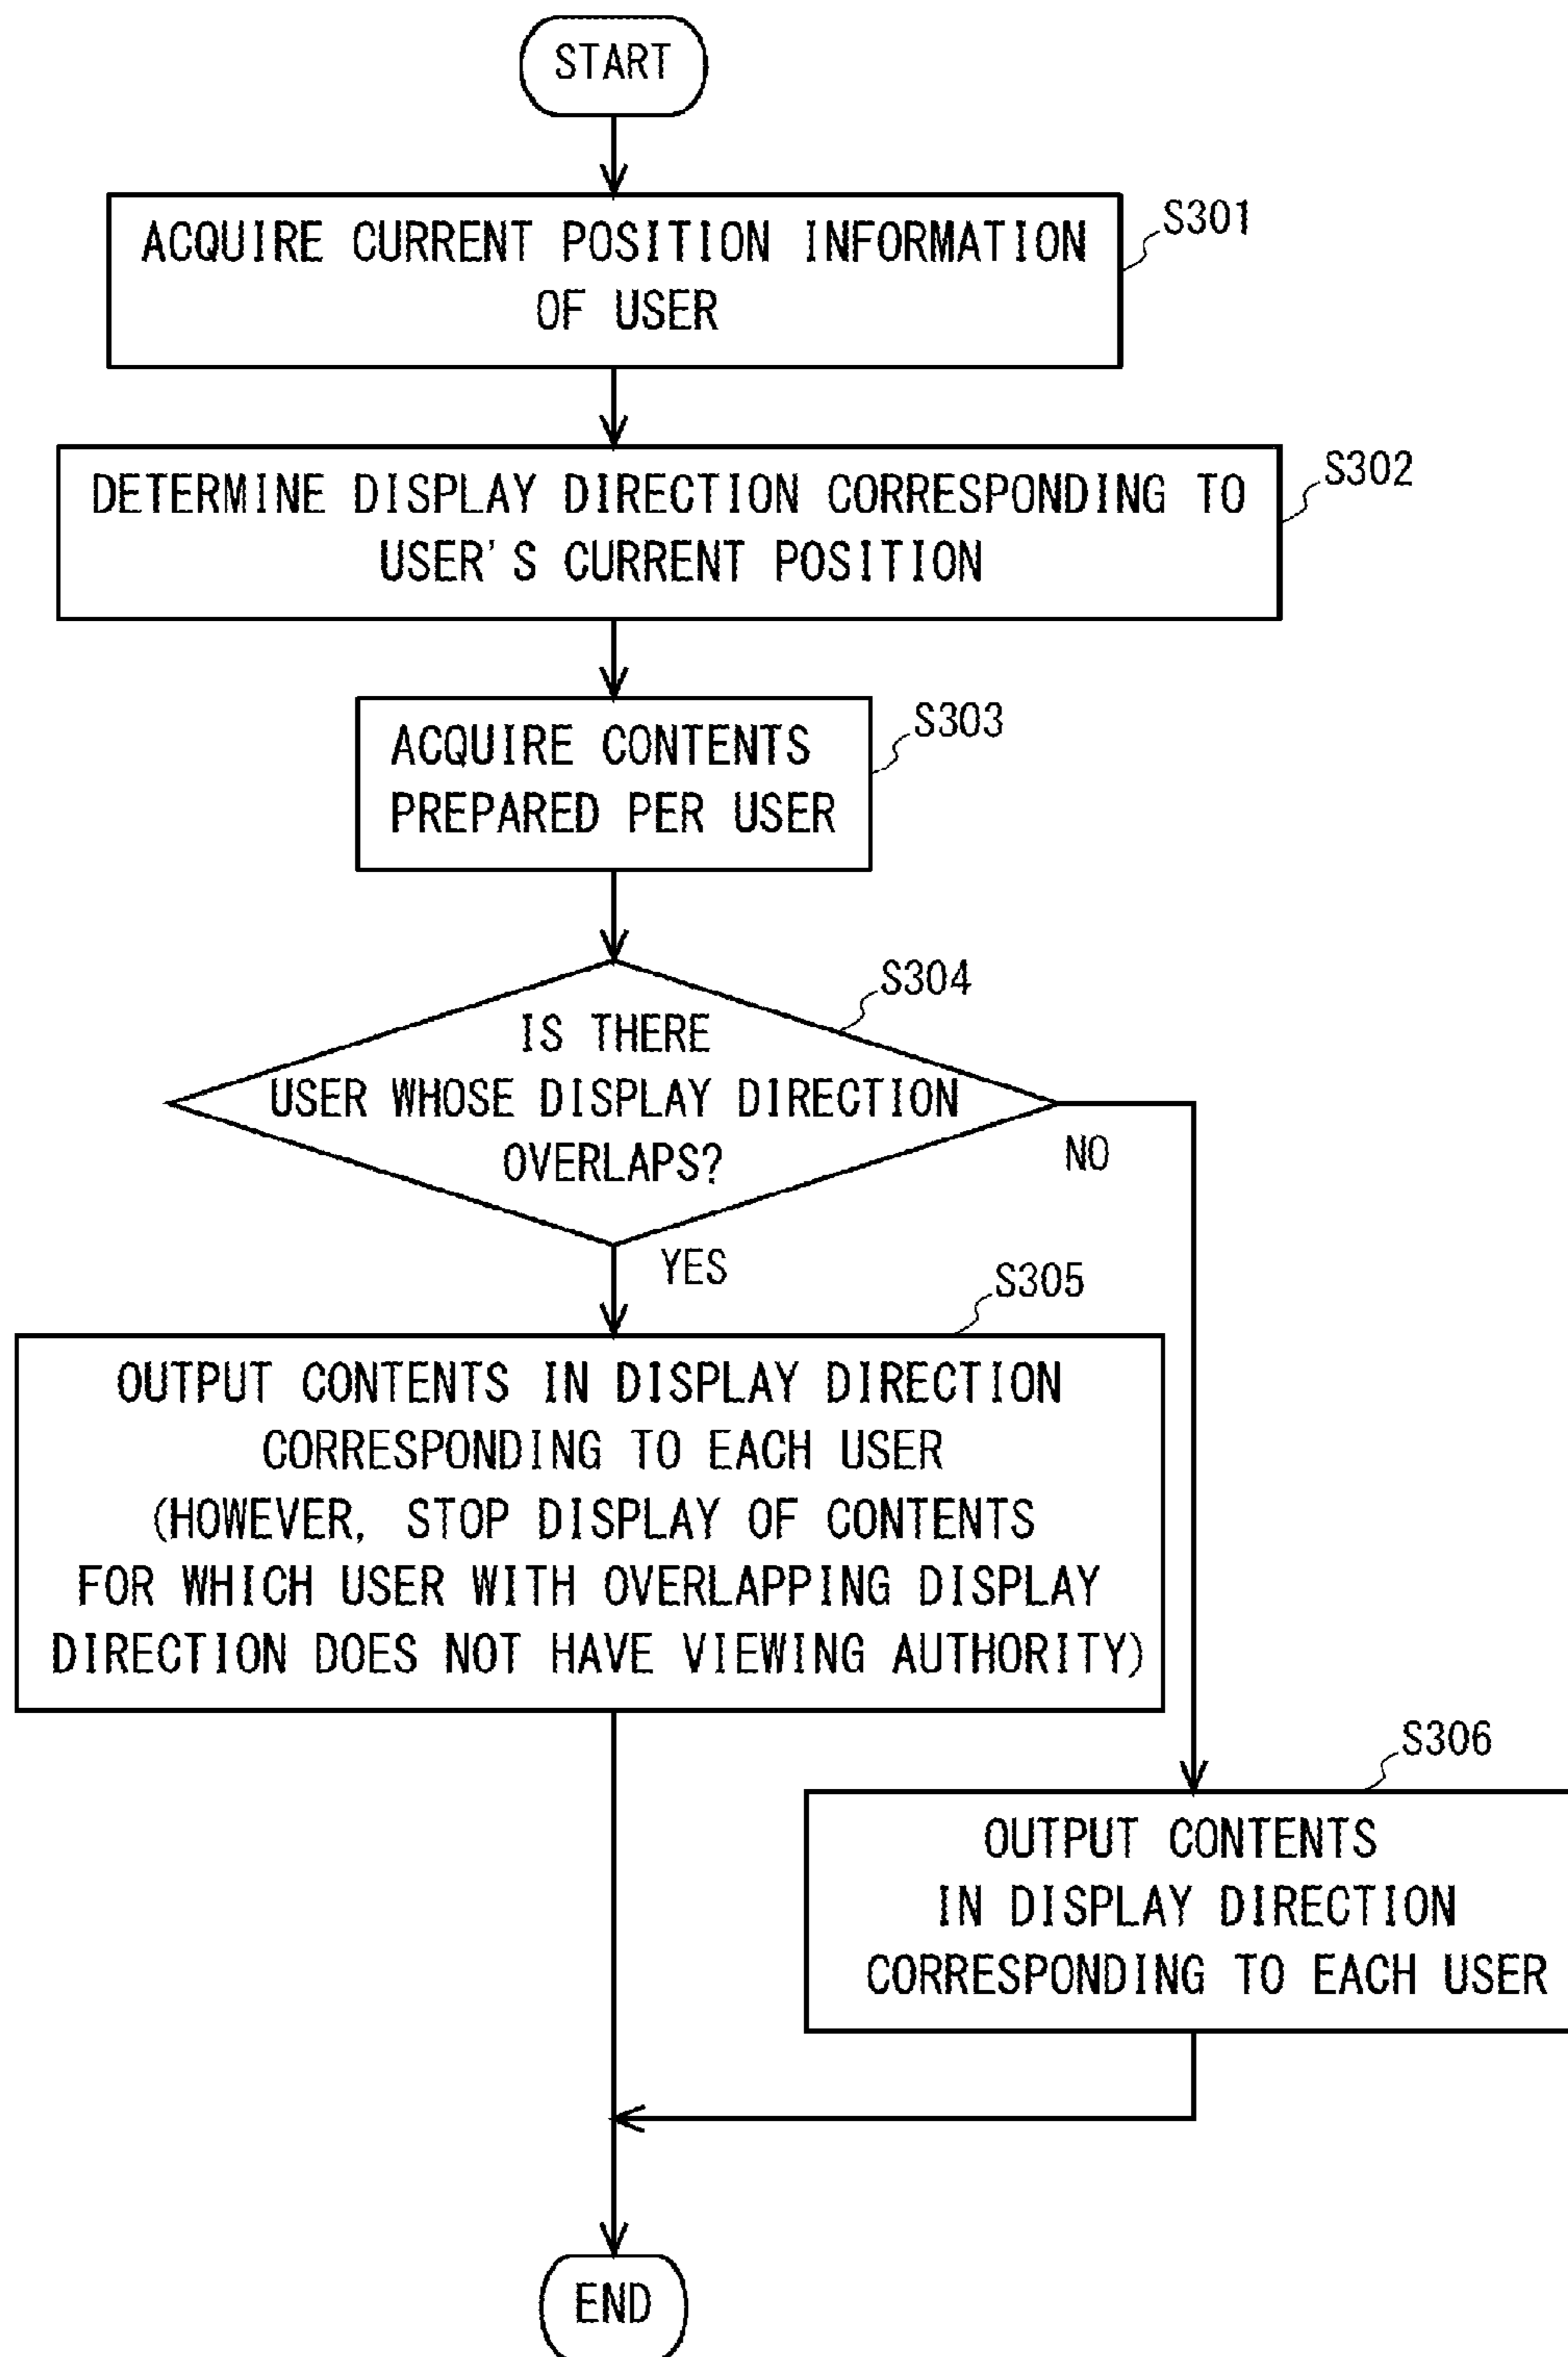 START
ACQUIRE CURRENT POSITION INFORMATION
OF USER
S301
DETERMINE DISPLAY DIRECTION CORRESPONDING TO
USER'S CURRENT POSITION
S302
ACQUIRE CONTENTS
PREPARED PER USER
S303
IS THERE
USER WHOSE DISPLAY DIRECTION
OVERLAPS?
S304
NO
YES
S305
OUTPUT CONTENTS IN DISPLAY DIRECTION
CORRESPONDING TO EACH USER
(HOWEVER, STOP DISPLAY OF CONTENTS
FOR WHICH USER WITH OVERLAPPING DISPLAY
DIRECTION DOES NOT HAVE VIEWING AUTHORITY)
S306
OUTPUT CONTENTS
IN DISPLAY DIRECTION
CORRESPONDING TO EACH USER
END